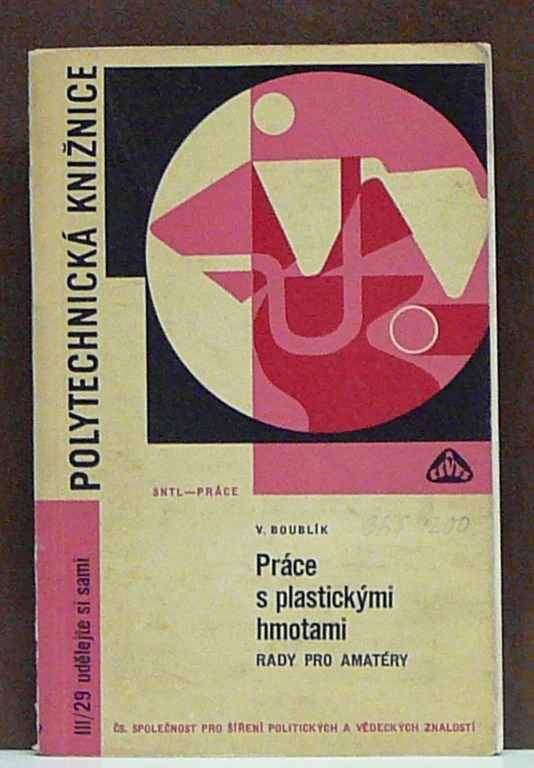 POLYTECHNICKÁ KNIŽNICE
III/29 udělejte si sami
SNTL—PRÁCE
V. BOUBLÍK
Práce
s plastickými
hmotami
RADY PRO AMATÉRY
ČS. SPOLEČNOST PRO ŠÍŘENÍ POLITICKÝCH A VĚDECKÝCH ZNALOSTÍ